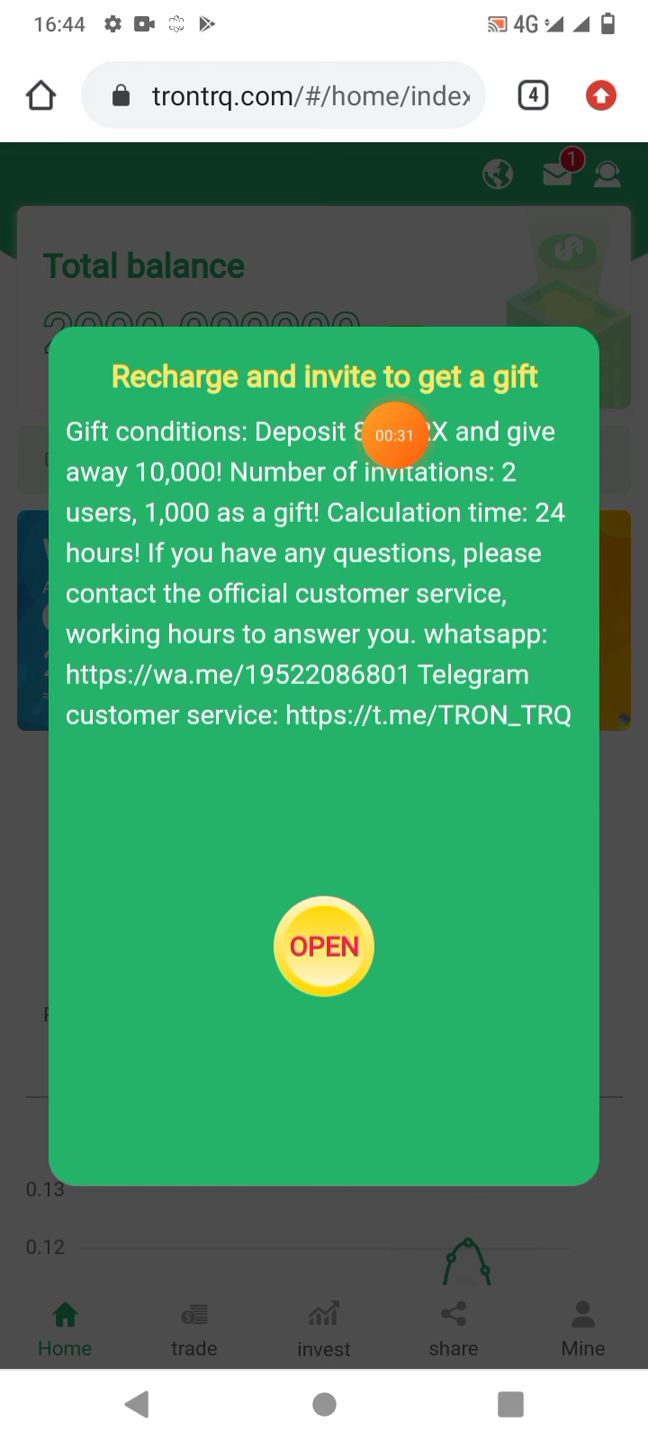 16:44
4G
trontrq.com/#/home/index
4
1
Total balance
Recharge and invite to get a gift
Gift conditions: Deposit and give
00:31
away 10,000! Number of invitations: 2
users, 1,000 as a gift! Calculation time: 24
hours! If you have any questions, please
contact the official customer service,
working hours to answer you. whatsapp:
https://wa.me/19522086801 Telegram
customer service: https://t.me/TRON_TRQ
OPEN
0.13
0.12
Home trade invest share Mine